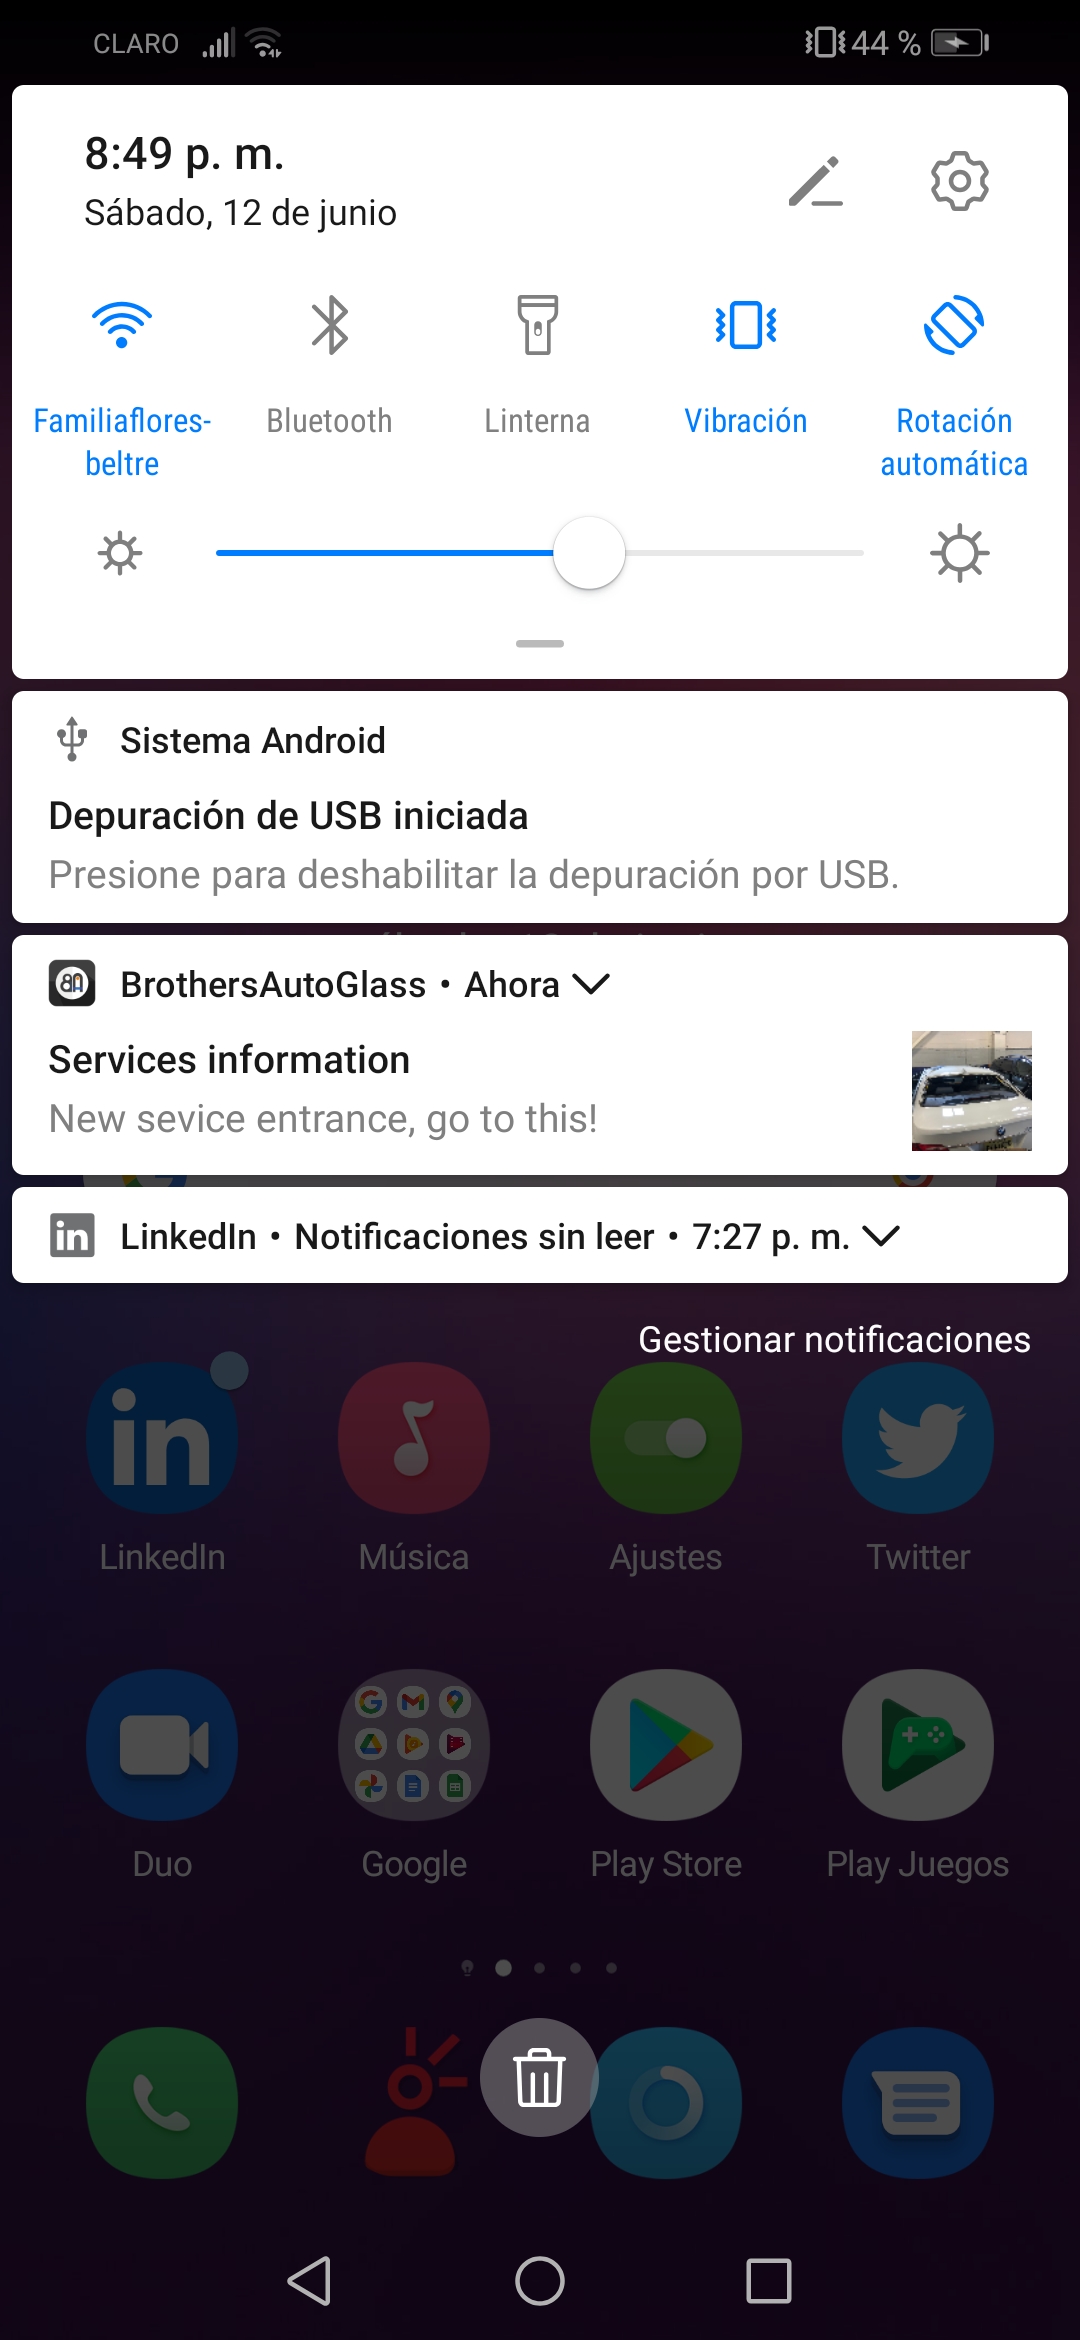 CLARO
44 %
8:49 p. m.
Sábado, 12 de junio
Familiaflores-
beltre
Bluetooth
Linterna
Vibración
Rotación
automática
Sistema Android
Depuración de USB iniciada
Presione para deshabilitar la depuración por USB.
BrothersAutoGlass • Ahora
Services information
New sevice entrance, go to this!
in LinkedIn • Notificaciones sin leer • 7:27 p. m.
Gestionar notificaciones
in
LinkedIn
Música
Ajustes
Twitter
Duo
Google
Play Store
Play Juegos